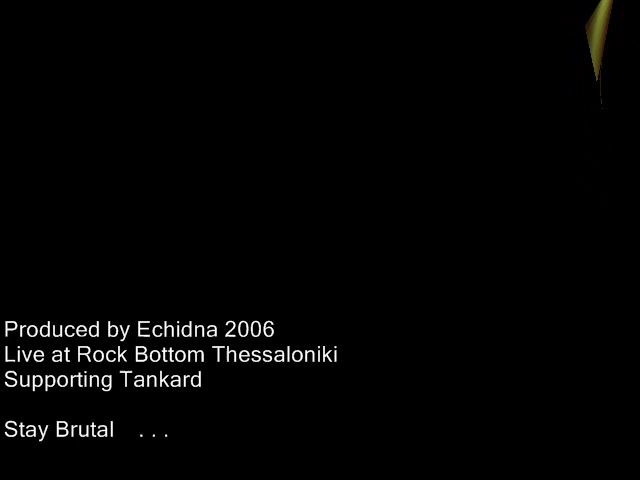 Produced by Echidna 2006
Live at Rock Bottom Thessaloniki
Supporting Tankard
Stay Brutal . . .